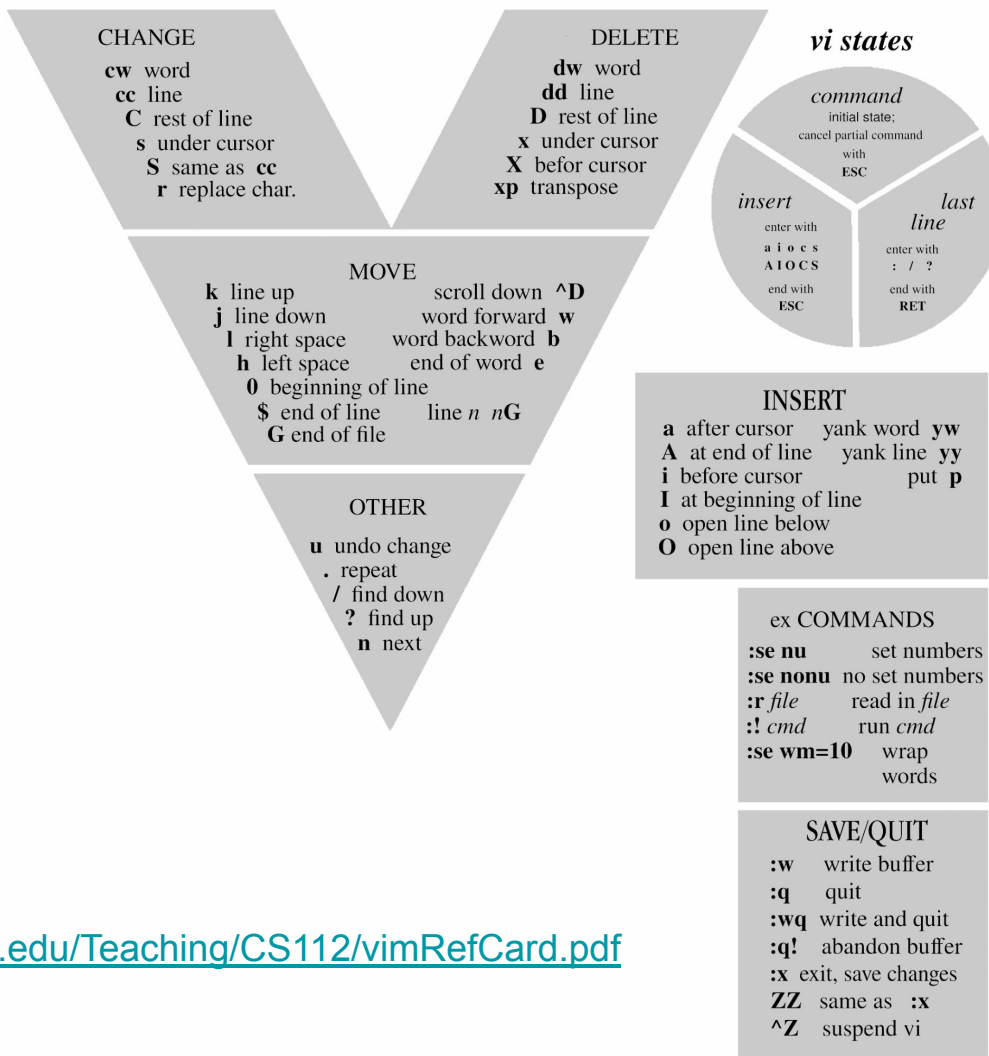 CHANGE
cw word
cc line
C rest of line
s under cursor
S same as cc
r replace char.
DELETE
dw word
dd line
D rest of line
x under cursor
X befor cursor
xp transpose
vi states
command
initial state;
cancel partial command
with
ESC
insert
enter with
a i o c s
A I O C S
end with
ESC
last
line
enter with
: / ?
end with
RET
MOVE
k line up scroll down ^D
j line down word forward w
l right space word backword b
h left space end of word e
0 beginning of line
$ end of line line n nG
G end of file
INSERT
a after cursor yank word yw
A at end of line yank line yy
i before cursor put p
I at beginning of line
o open line below
O open line above
OTHER
u undo change
. repeat
/ find down
? find up
n next
ex COMMANDS
:se nu set numbers
:se nonu no set numbers
:r file read in file
:! cmd run cmd
:se wm=10 wrap
words
SAVE/QUIT
:w write buffer
:q quit
:wq write and quit
:q! abandon buffer
:x exit, save changes
ZZ same as :x
^Z suspend vi
.edu/Teaching/CS112/vimRefCard.pdf